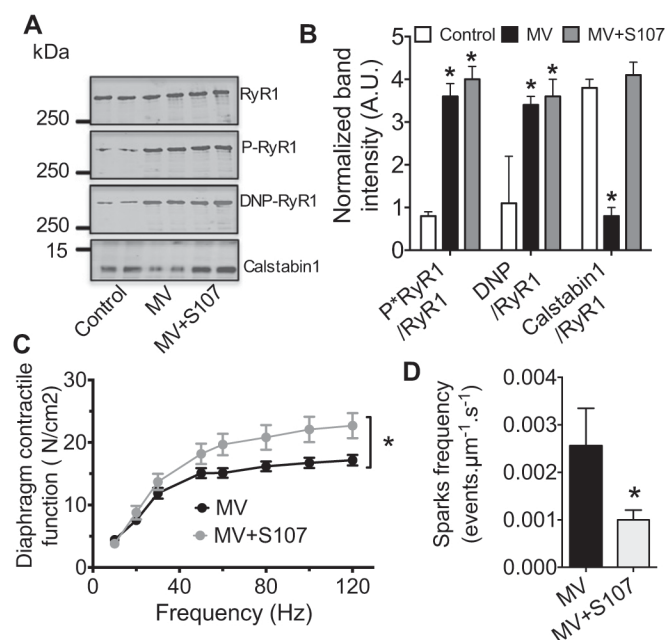 A
kDa
250
250
250
15
RyR1
P-RyR1
DNP-RyR1
Calstabin1
Control
MV
MV+S107
B
Control
MV
MV+S107
Normalized band
intensity (A.U.)
5
4
3
2
1
0
*
*
*
*
*
P*RyR1
/RyR1
DNP
/RyR1
Calstabin1
/RyR1
C
Diaphragm contractile
function ( N/cm2)
30
20
10
0
MV
MV+S107
*
0
40
80
120
Frequency (Hz)
D
Sparks frequency
(events.µm⁻¹.s⁻¹)
0.004
0.003
0.002
0.001
0.000
*
MV
MV+S107